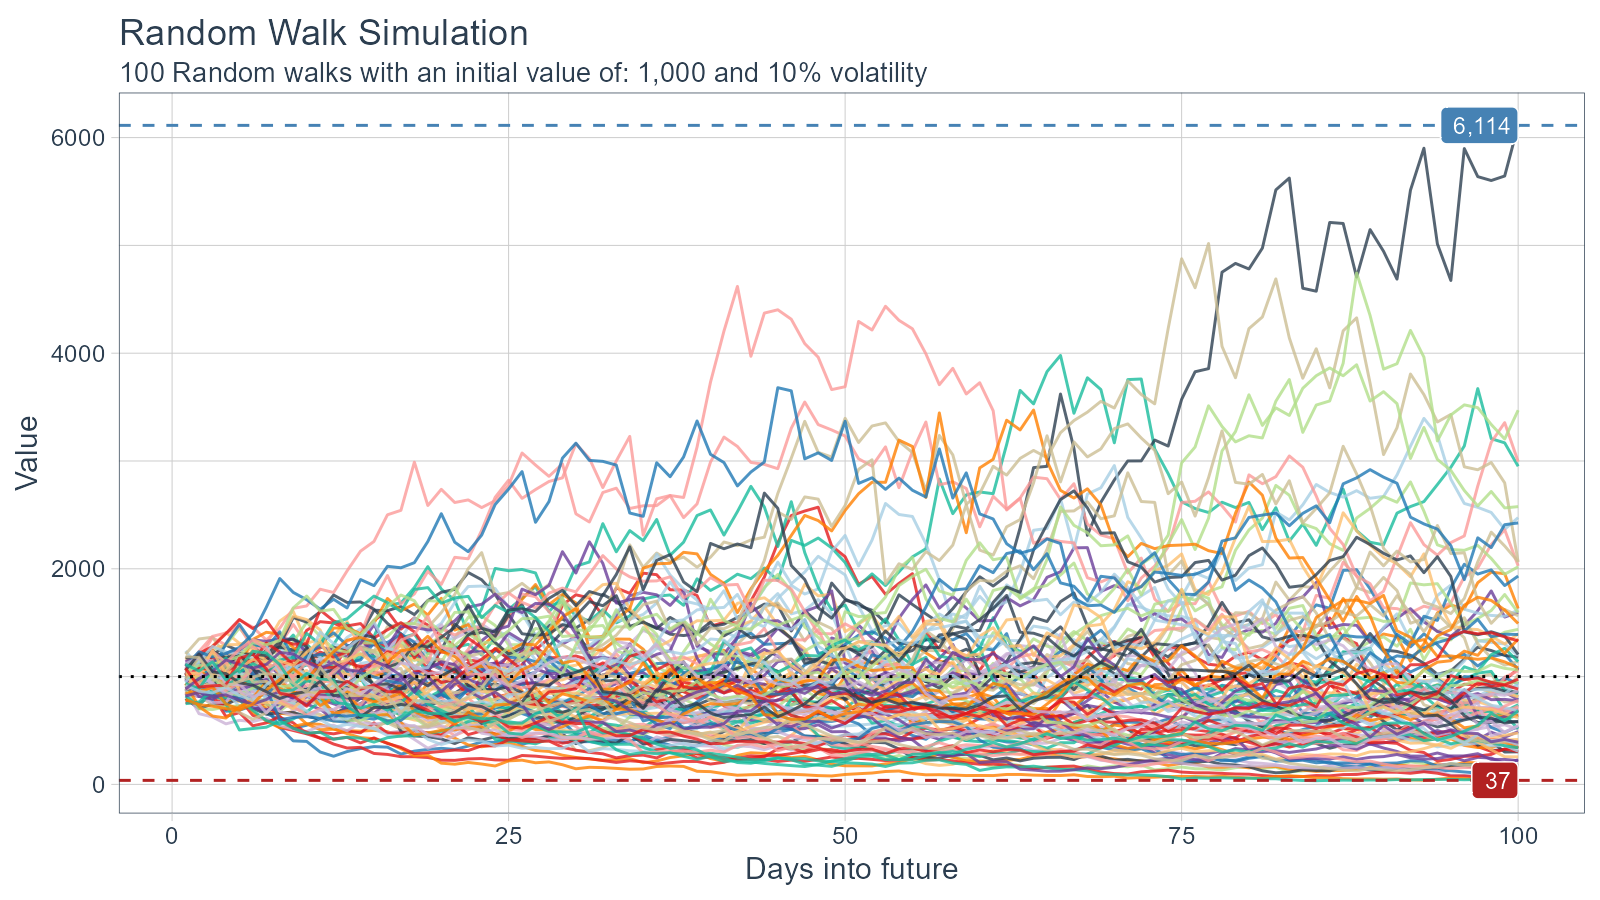 Random Walk Simulation
100 Random walks with an initial value of: 1,000 and 10% volatility
6,114
6000
4000
2000
0
37
Value
0 25 50 75 100
Days into future